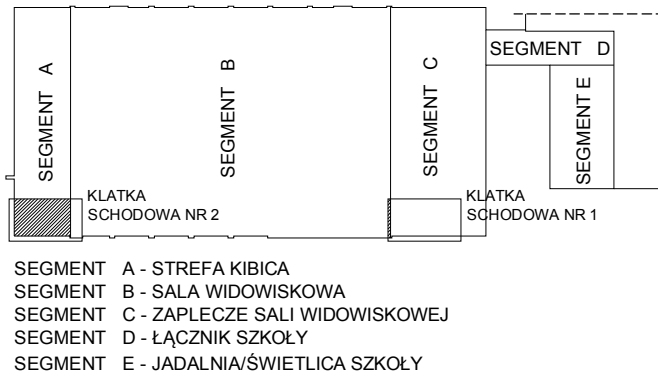 SEGMENT A
SEGMENT B
SEGMENT C
SEGMENT D
SEGMENT E
KLATKA
SCHODOWA NR 2
KLATKA
SCHODOWA NR 1
SEGMENT A - STREFA KIBICA
SEGMENT B - SALA WIDOWISKOWA
SEGMENT C - ZAPLECZE SALI WIDOWISKOWEJ
SEGMENT D - ŁĄCZNIK SZKOŁY
SEGMENT E - JADALNIA/ŚWIETLICA SZKOŁY